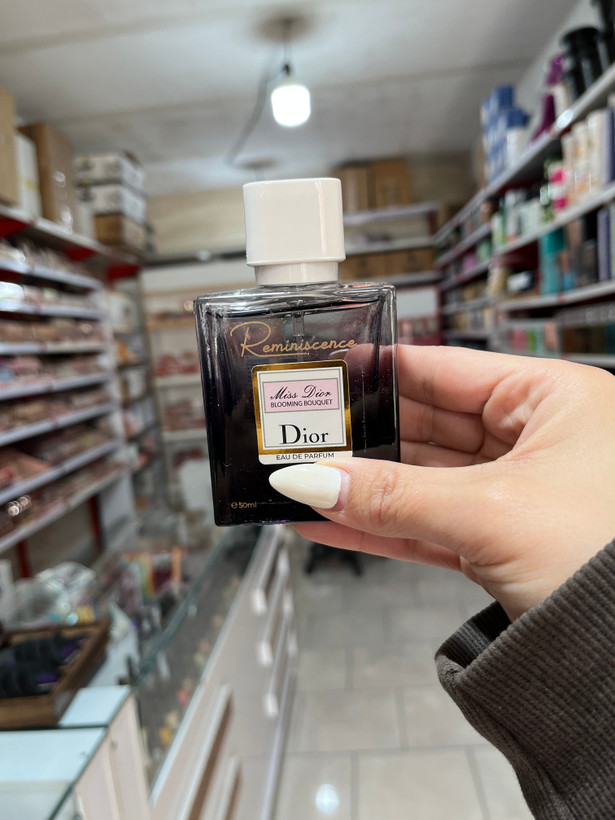 Reminiscence
Miss Dior
BLOOMING BOUQUET
Dior
EAU DE PARFUM
℮50ml